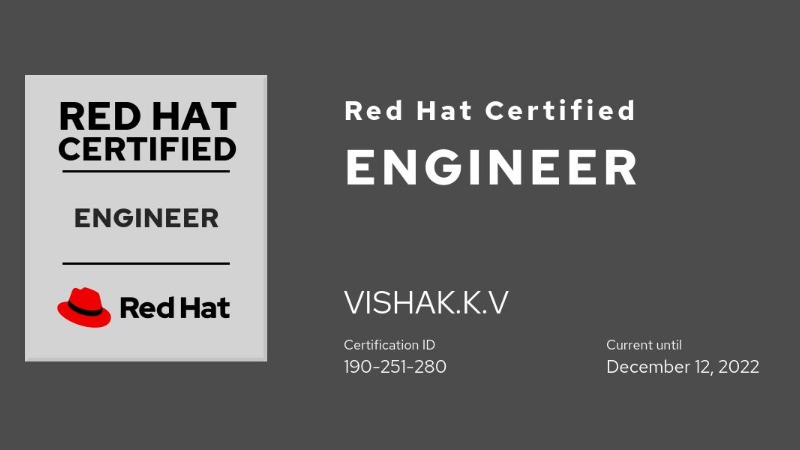 RED HAT
CERTIFIED
ENGINEER
Red Hat
Red Hat Certified
ENGINEER
VISHAK.K.V
Certification ID
190-251-280
Current until
December 12, 2022